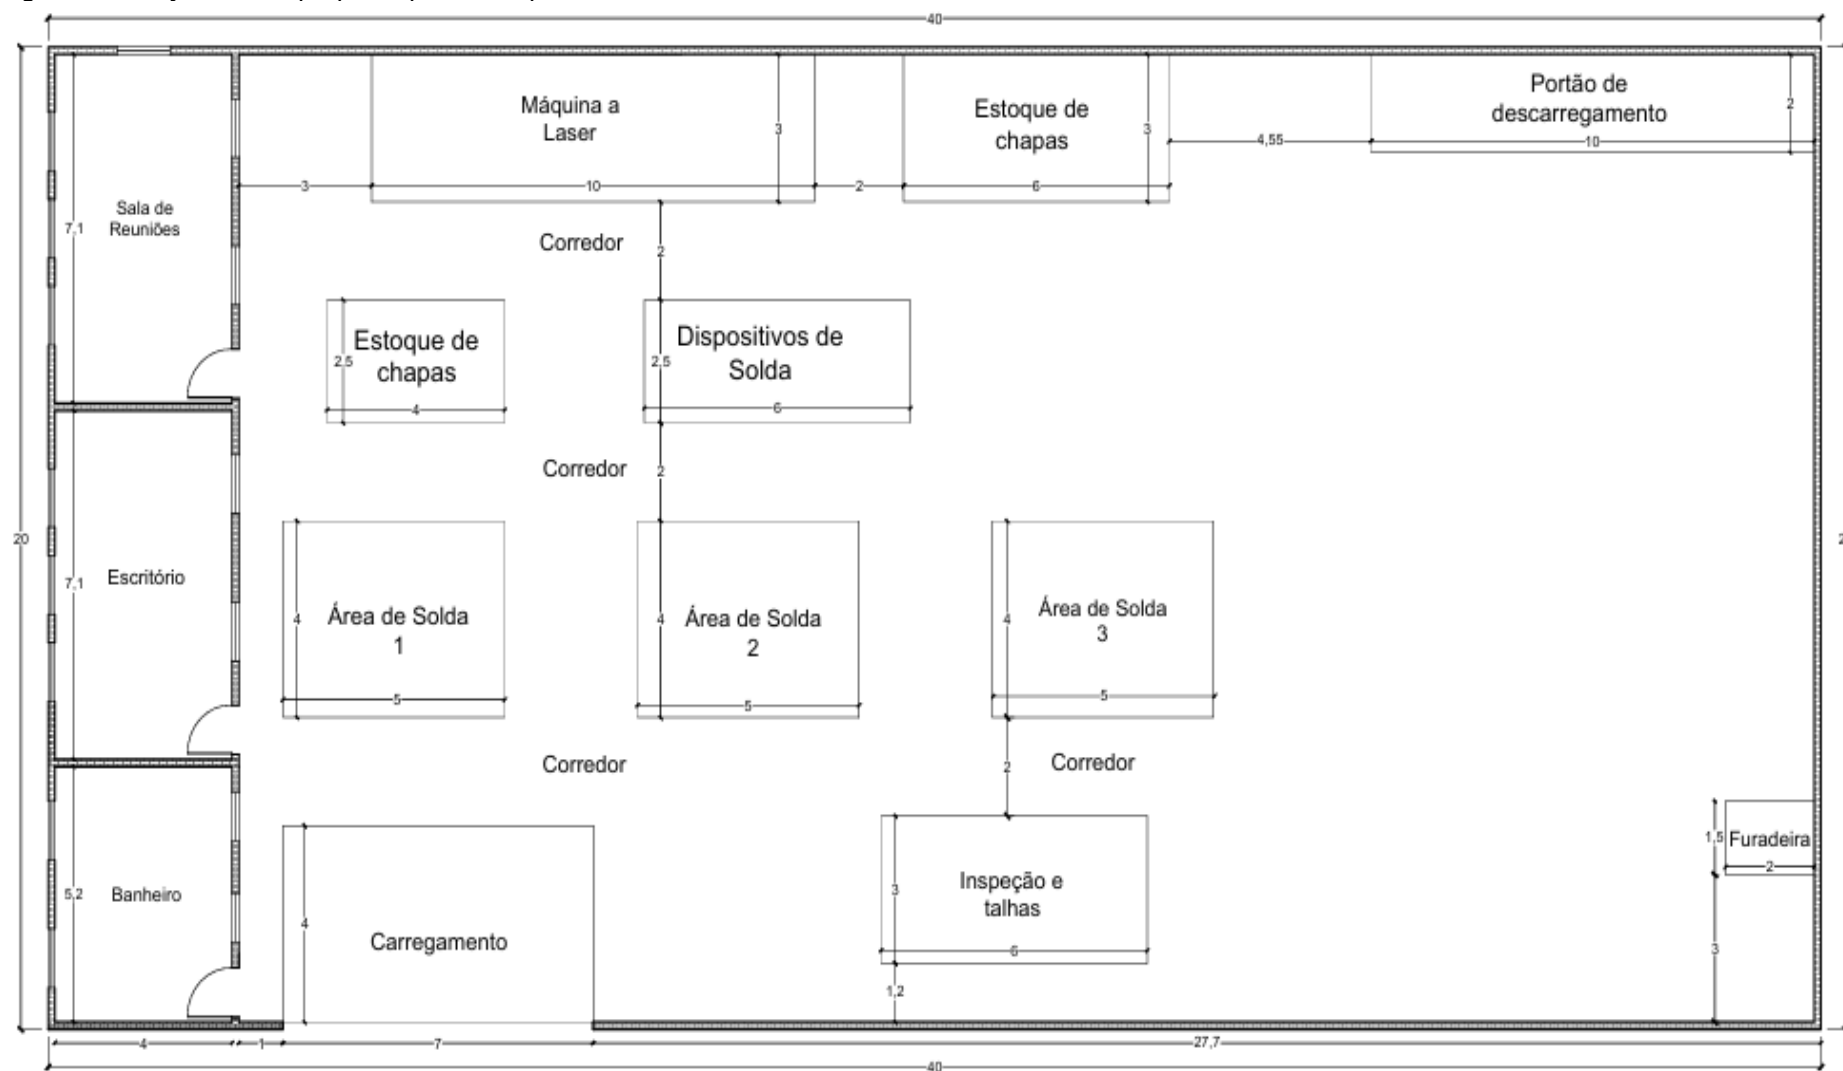 40
Máquina a
Laser
3
Estoque de
chapas
3
Portão de
descarregamento
2
4,55
10
3
10
2
6
Sala de
Reuniões
7,1
Corredor
2
Estoque de
chapas
2,5
4
Dispositivos de
Solda
2,5
6
Corredor
2
20
Escritório
7,1
Área de Solda
1
4
5
Área de Solda
2
4
5
Área de Solda
3
4
5
Corredor
2
Corredor
Banheiro
5,2
Carregamento
4
Inspeção e
talhas
3
6
1,2
Furadeira
1,5
2
3
4
1
7
27,7
40